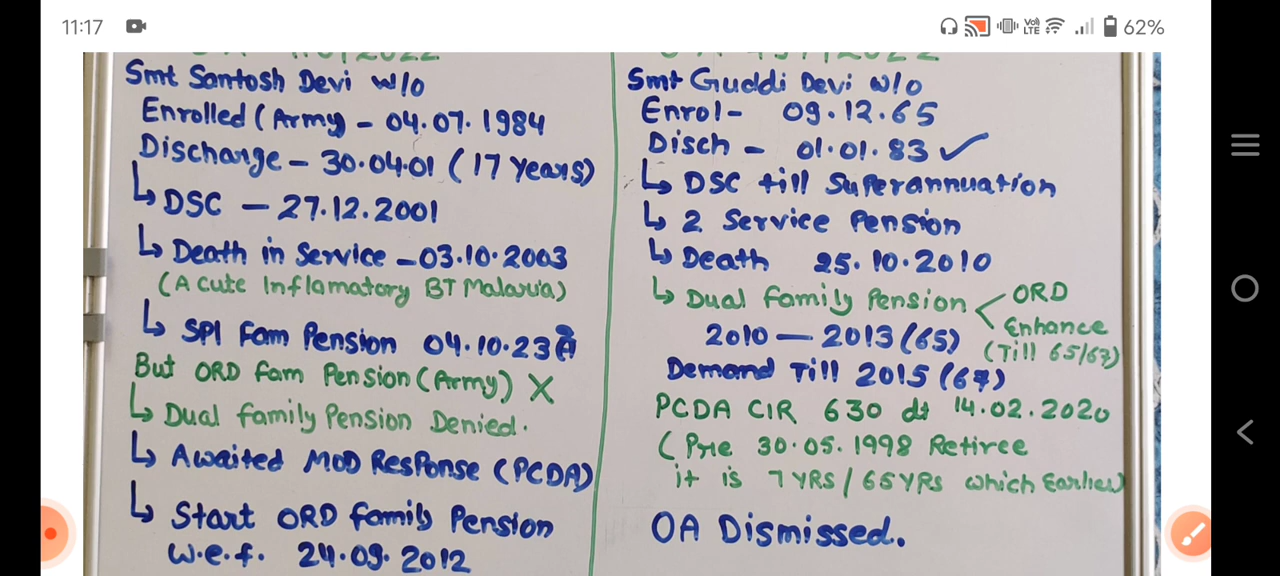 11:17
Vol) LTE
62%
Smt Santosh Devi w/o
Enrolled (Army) - 04.07.1984
Discharge - 30.04.01 (17 Years)
↳ DSC - 27.12.2001
↳ Death in Service - 03.10.2003
(Acute Inflamatory BT Malaria)
↳ SPl Fam Pension 04.10.23
But ORD fam Pension (Army) X
↳ Dual family Pension Denied.
↳ Awaited MOD Response (PCDA)
↳ Start ORD family Pension
w.e.f. 24.09.2012
Smt Guddi Devi w/o
Enrol - 09.12.65
Disch - 01.01.83 ✓
↳ DSC till Superannuation
↳ 2 Service Pension
↳ Death 25.10.2010
↳ Dual family Pension < ORD
Enhance
(Till 65/67)
2010 - 2013 (65)
Demand Till 2015 (67)
PCDA CIR 630 dt 14.02.2020
(Pre 30.05.1998 Retiree
it is 7 YRS / 65 YRS which Earlier)
OA Dismissed.